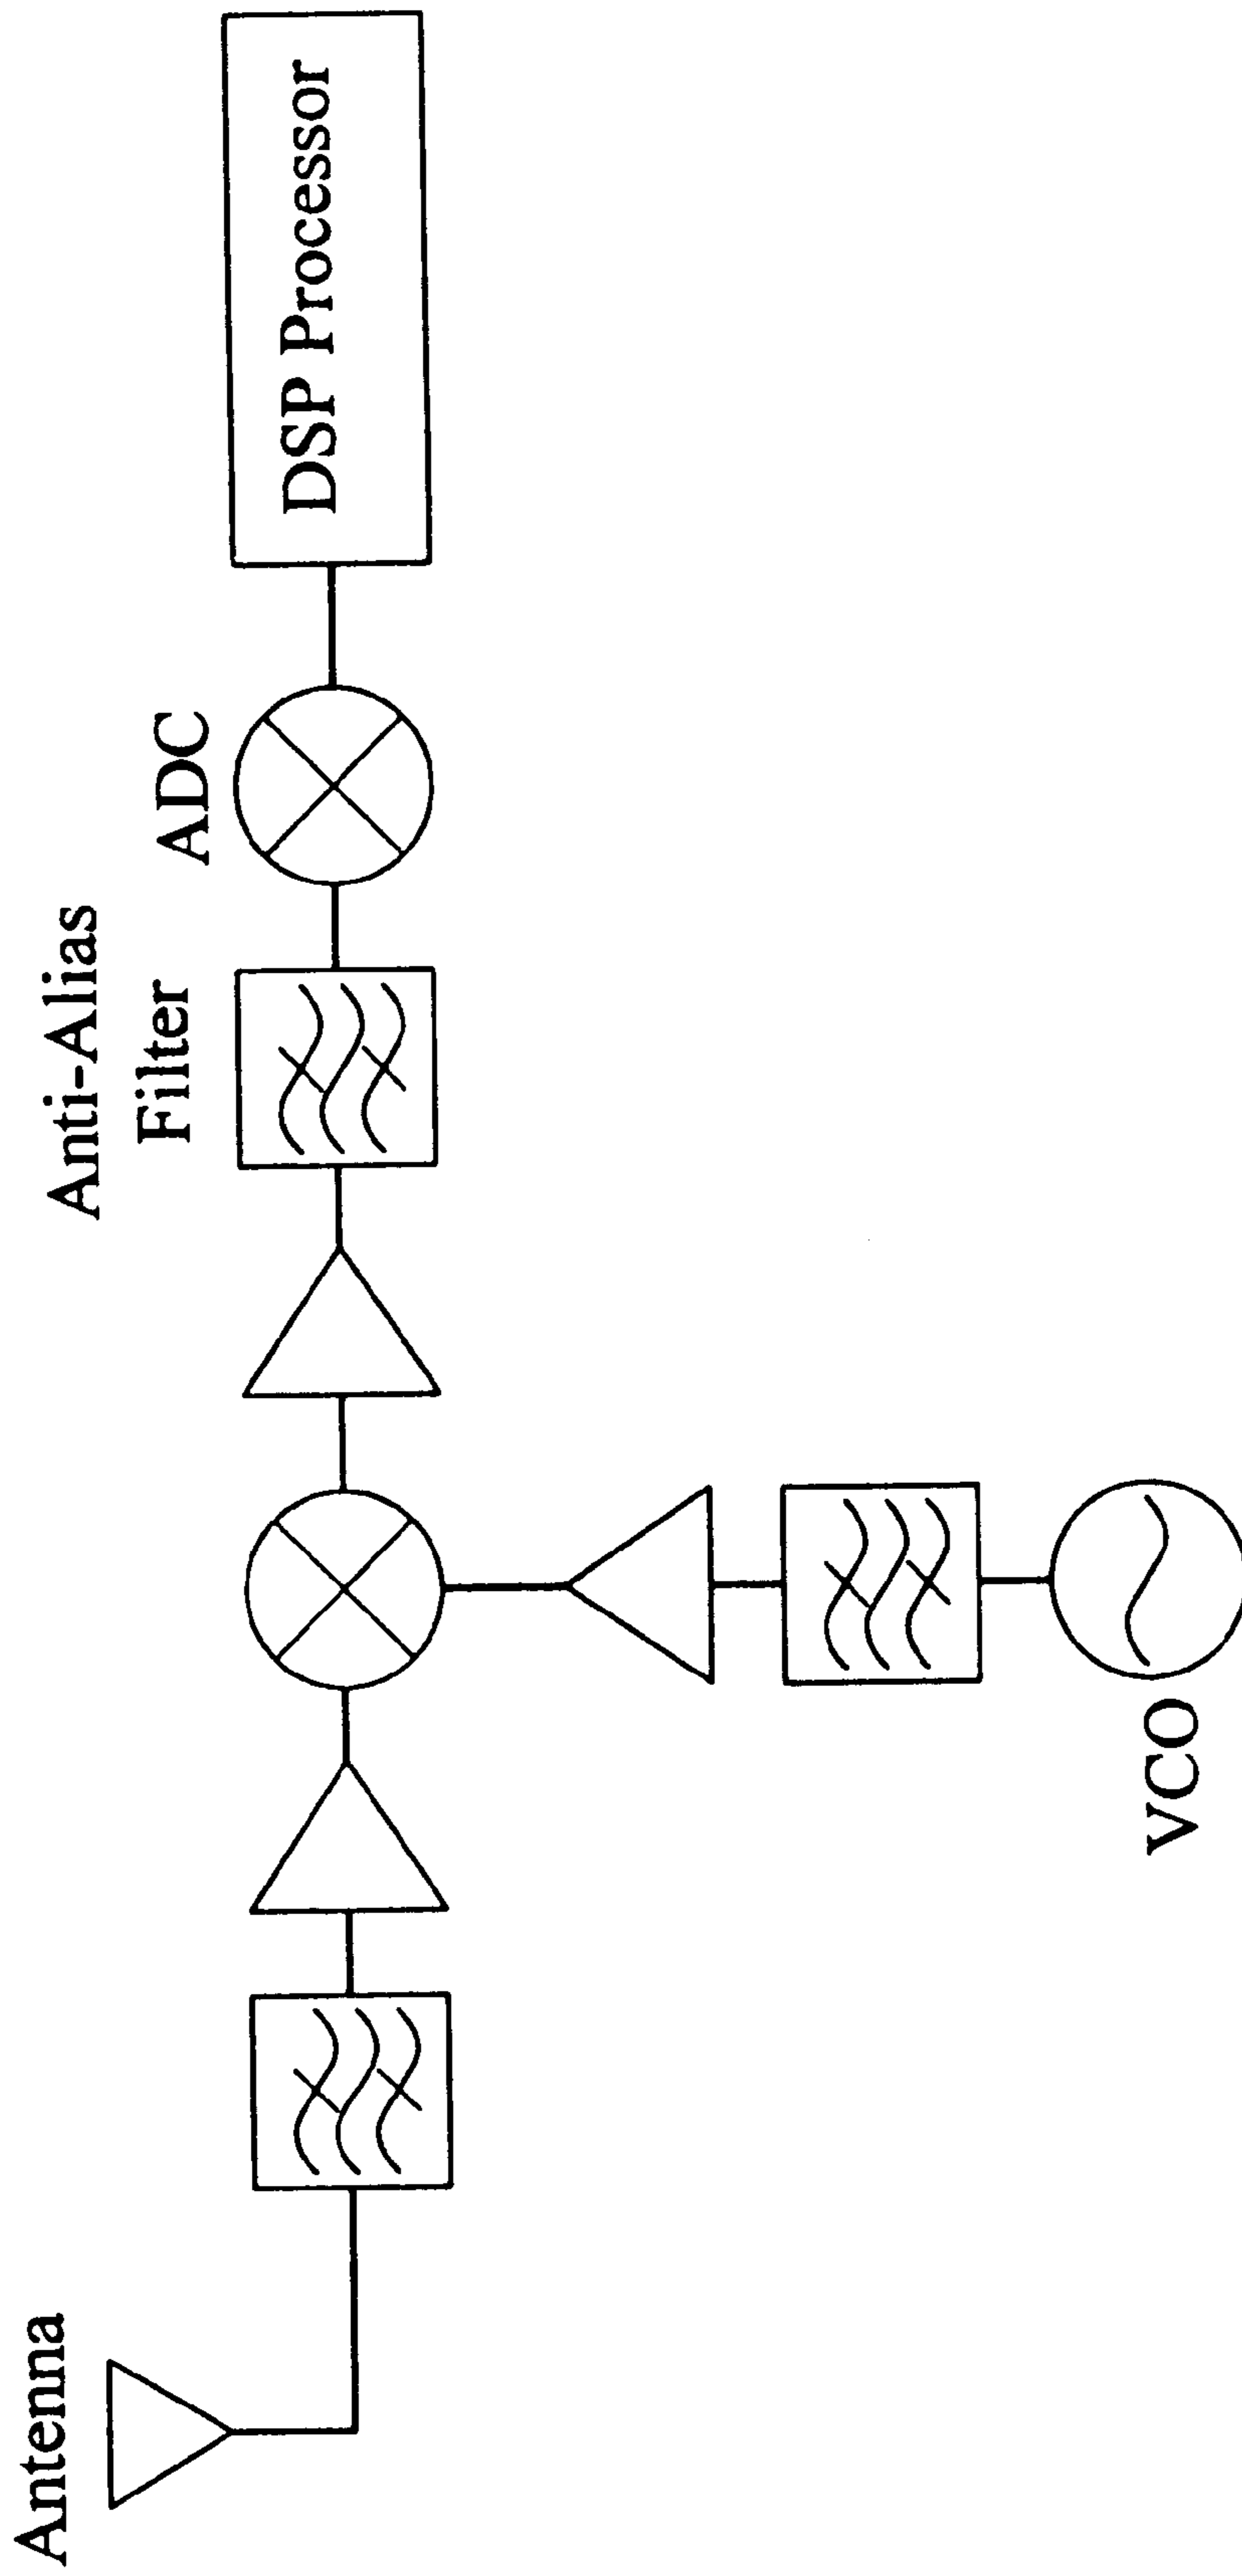 Antenna
Anti-Alias
Filter
ADC
DSP Processor
VCO